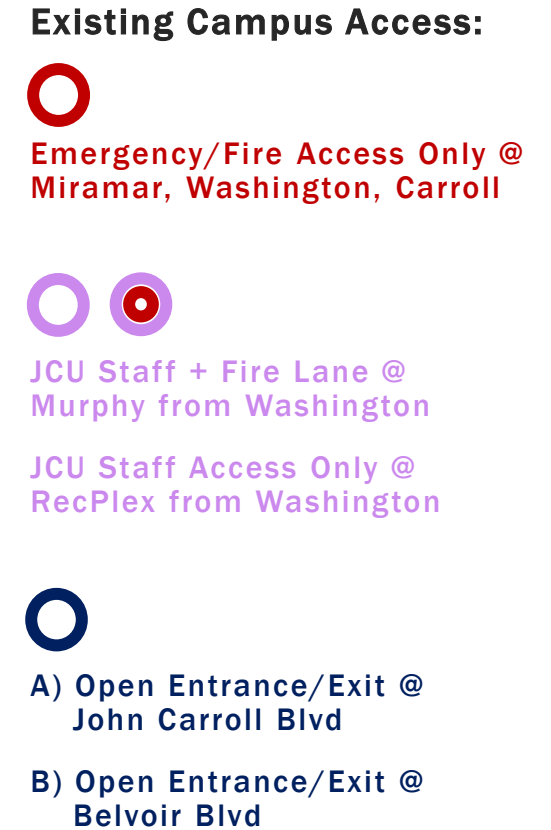 Existing Campus Access:
Emergency/Fire Access Only @
Miramar, Washington, Carroll
JCU Staff + Fire Lane @
Murphy from Washington
JCU Staff Access Only @
RecPlex from Washington
A) Open Entrance/Exit @
John Carroll Blvd
B) Open Entrance/Exit @
Belvoir Blvd